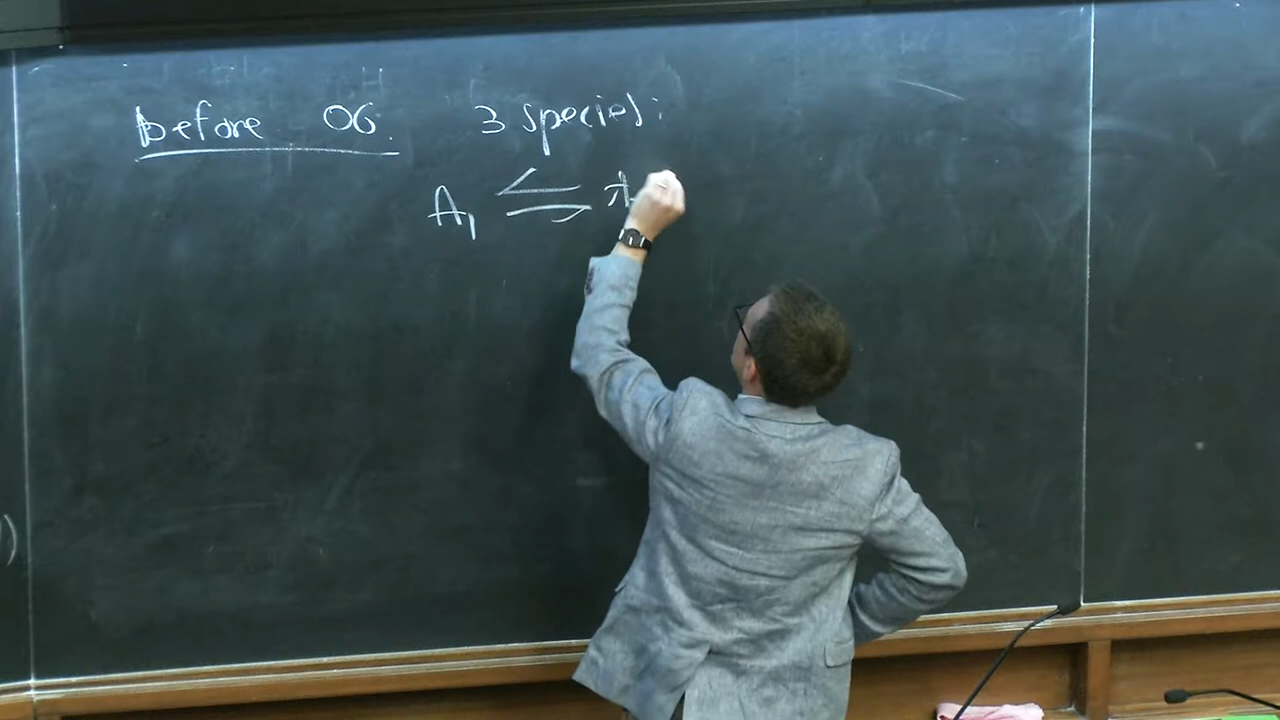 before 06. 3 species:
A₁ ⇋ A